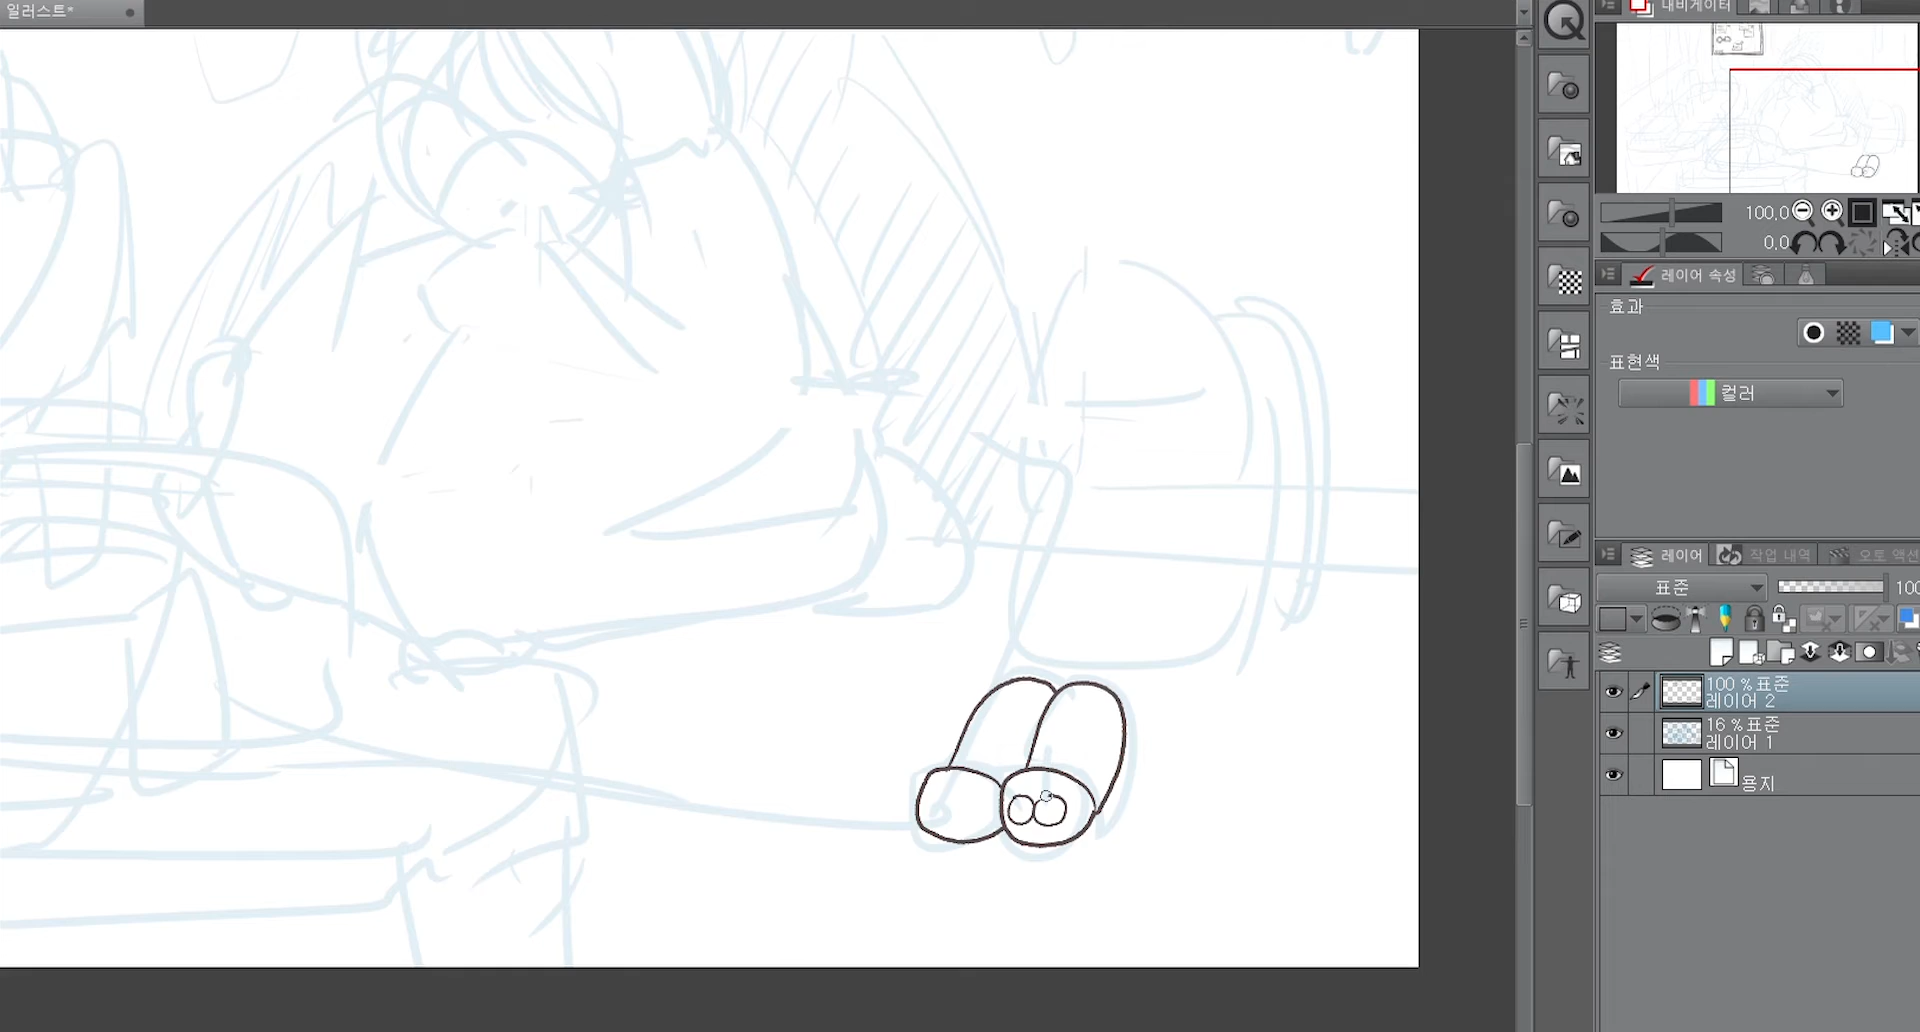 일러스트*
내비게이터
100.0
0.0
레이어 속성
효과
표현색
컬러
레이어
작업 내역
오토 액션
표준
100 %표준
레이어 2
16 %표준
레이어 1
용지